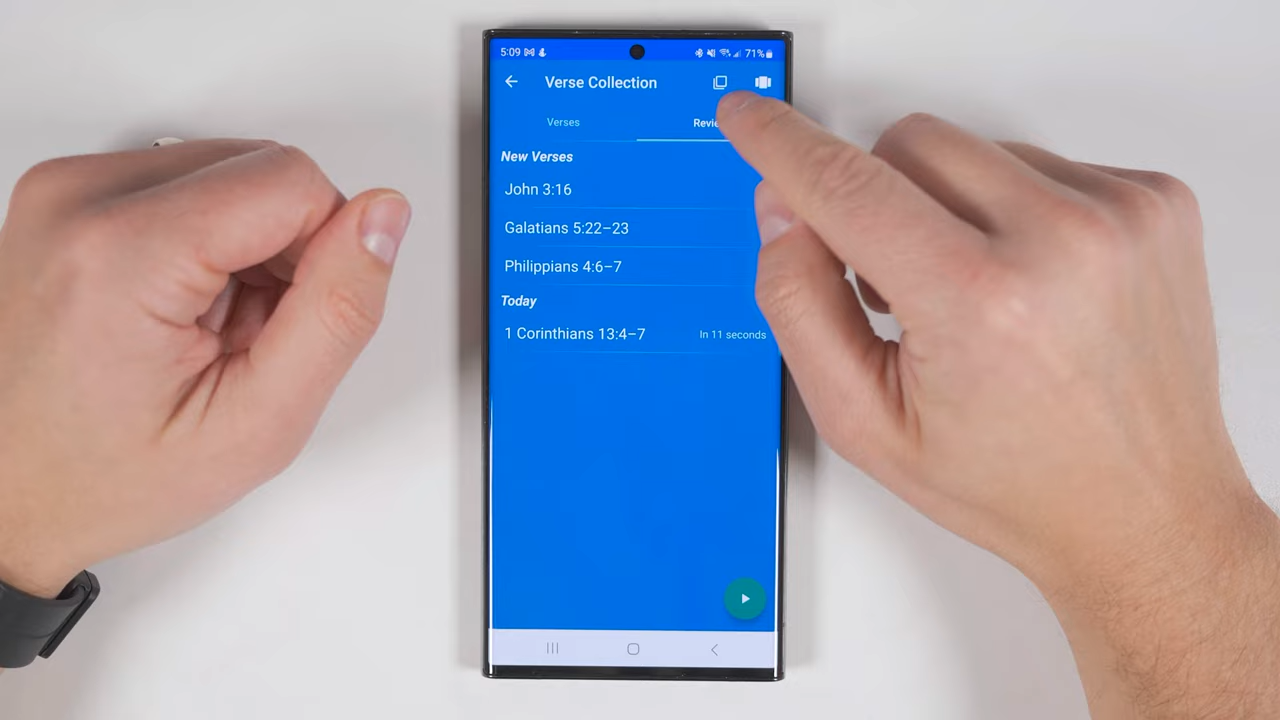 5:09 71%
Verse Collection
Verses
New Verses
John 3:16
Galatians 5:22–23
Philippians 4:6–7
Today
1 Corinthians 13:4–7 In 11 seconds